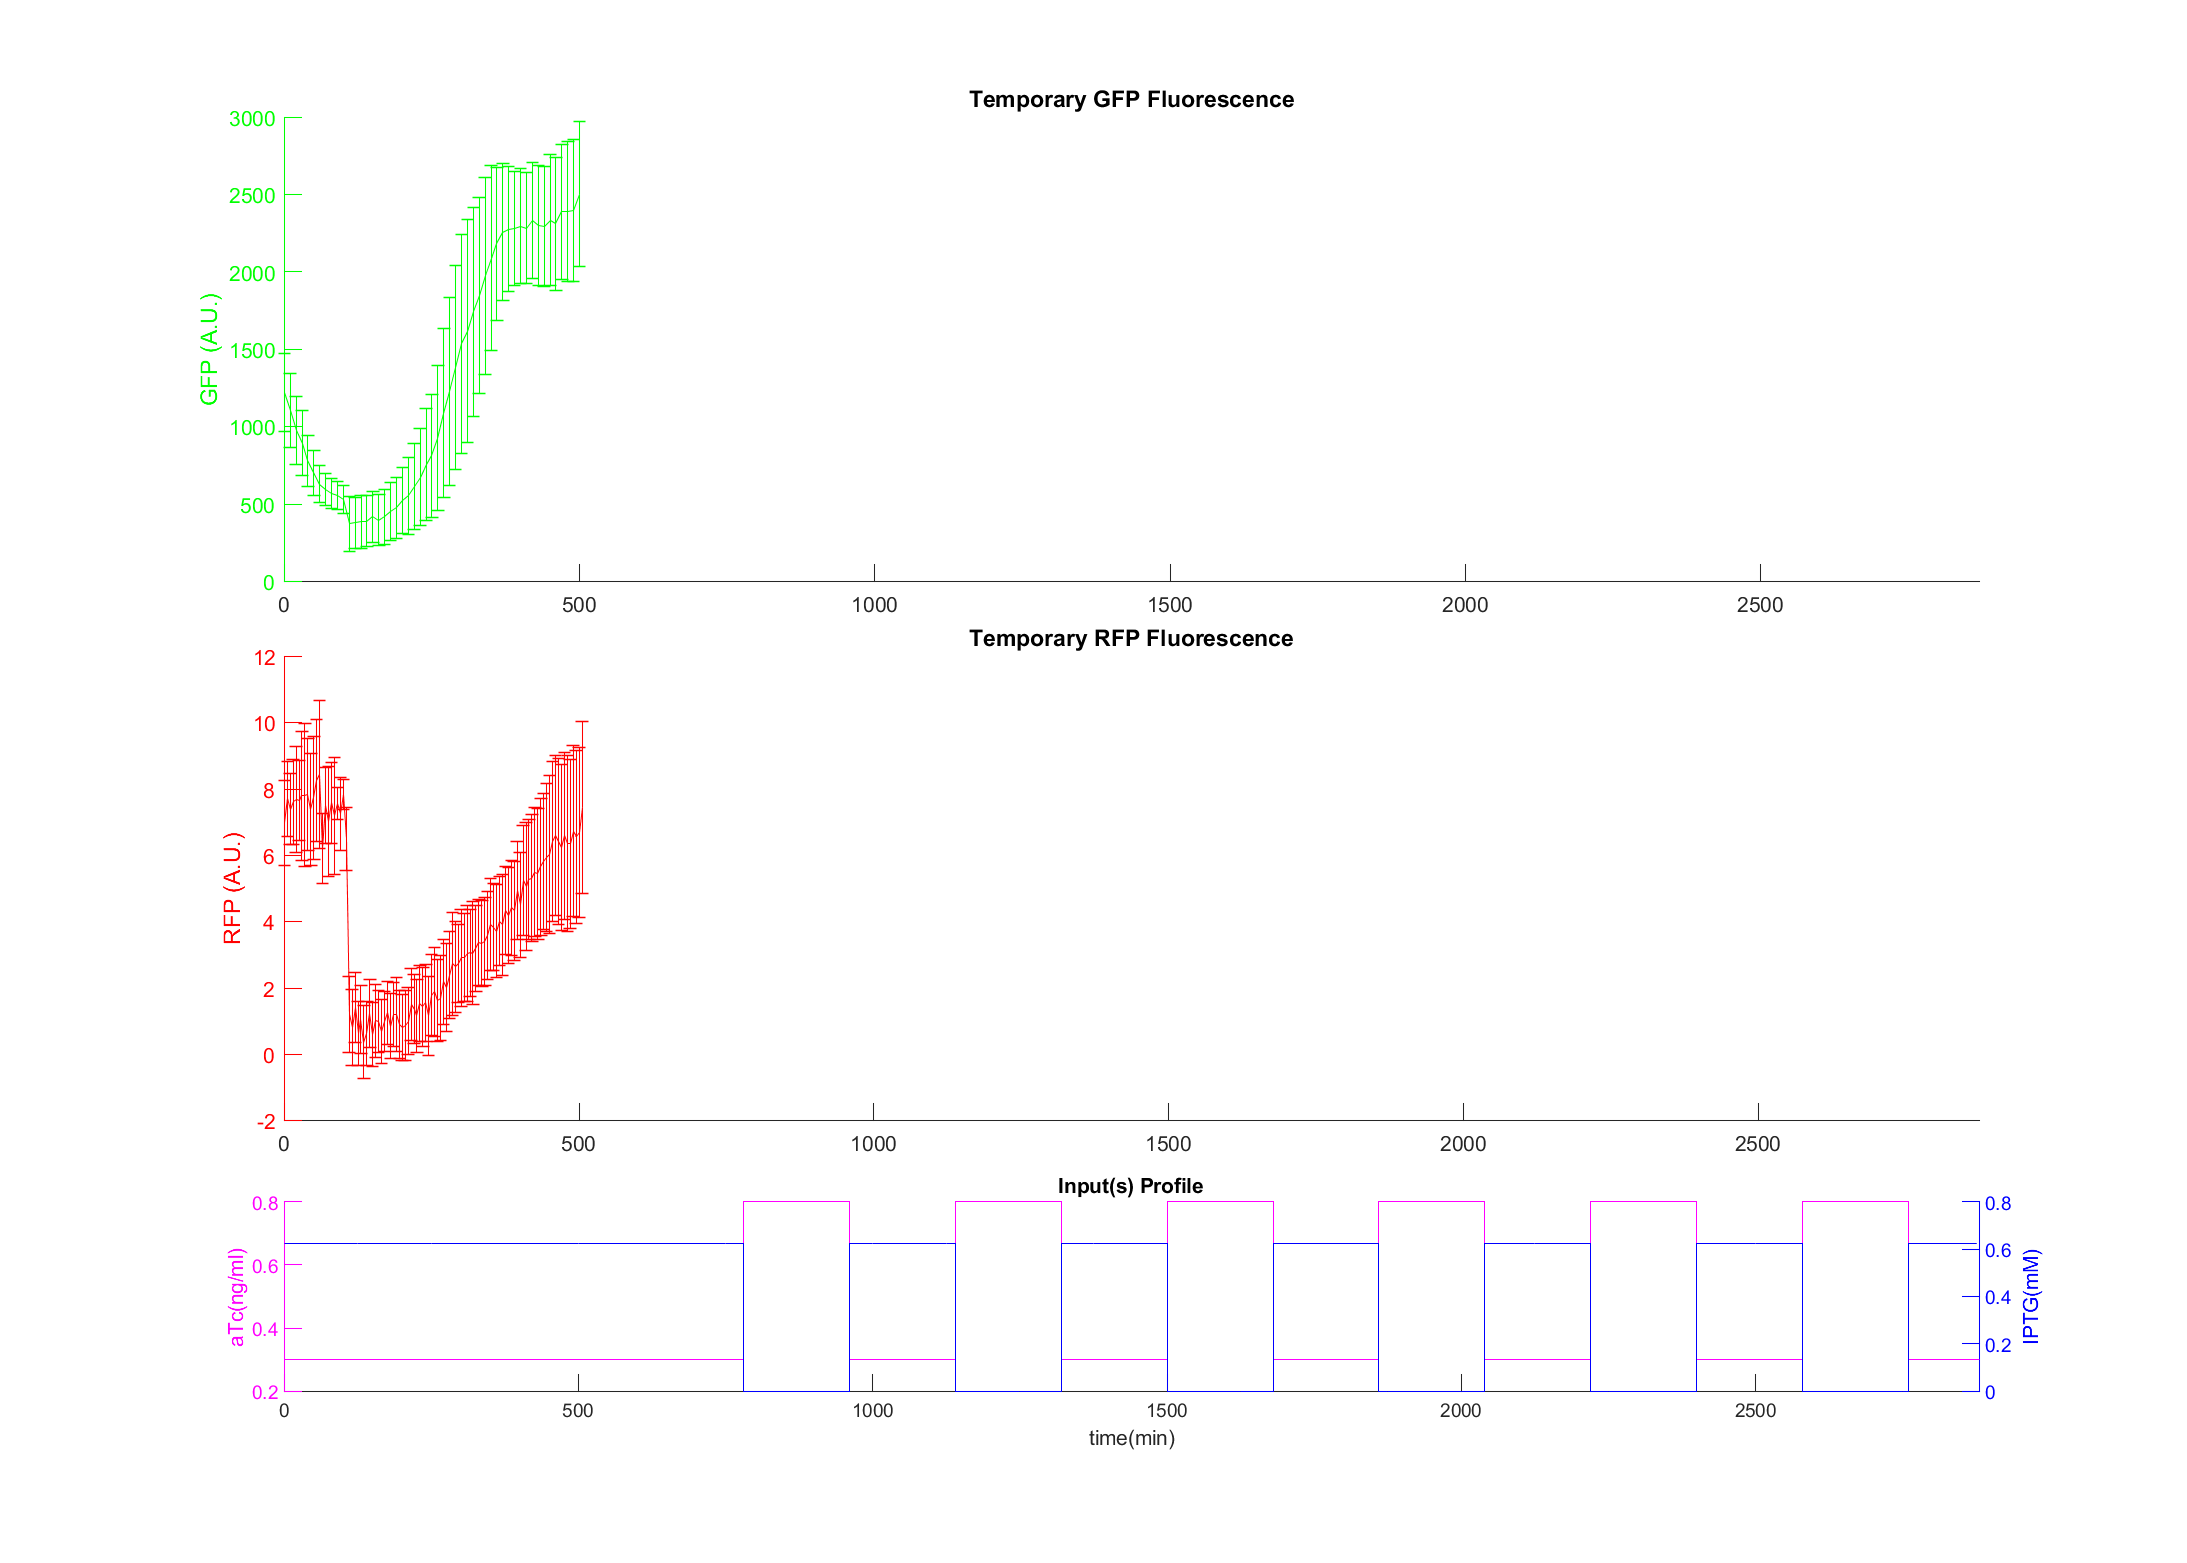 Temporary GFP Fluorescence
3000
2500
2000
1500
1000
500
0
GFP (A.U.)
0 500 1000 1500 2000 2500
Temporary RFP Fluorescence
12
10
8
6
4
2
0
-2
RFP (A.U.)
0 500 1000 1500 2000 2500
Input(s) Profile
0.8
0.6
0.4
0.2
aTc(ng/ml)
0.8
0.6
0.4
0.2
0
IPTG(mM)
0 500 1000 1500 2000 2500
time(min)